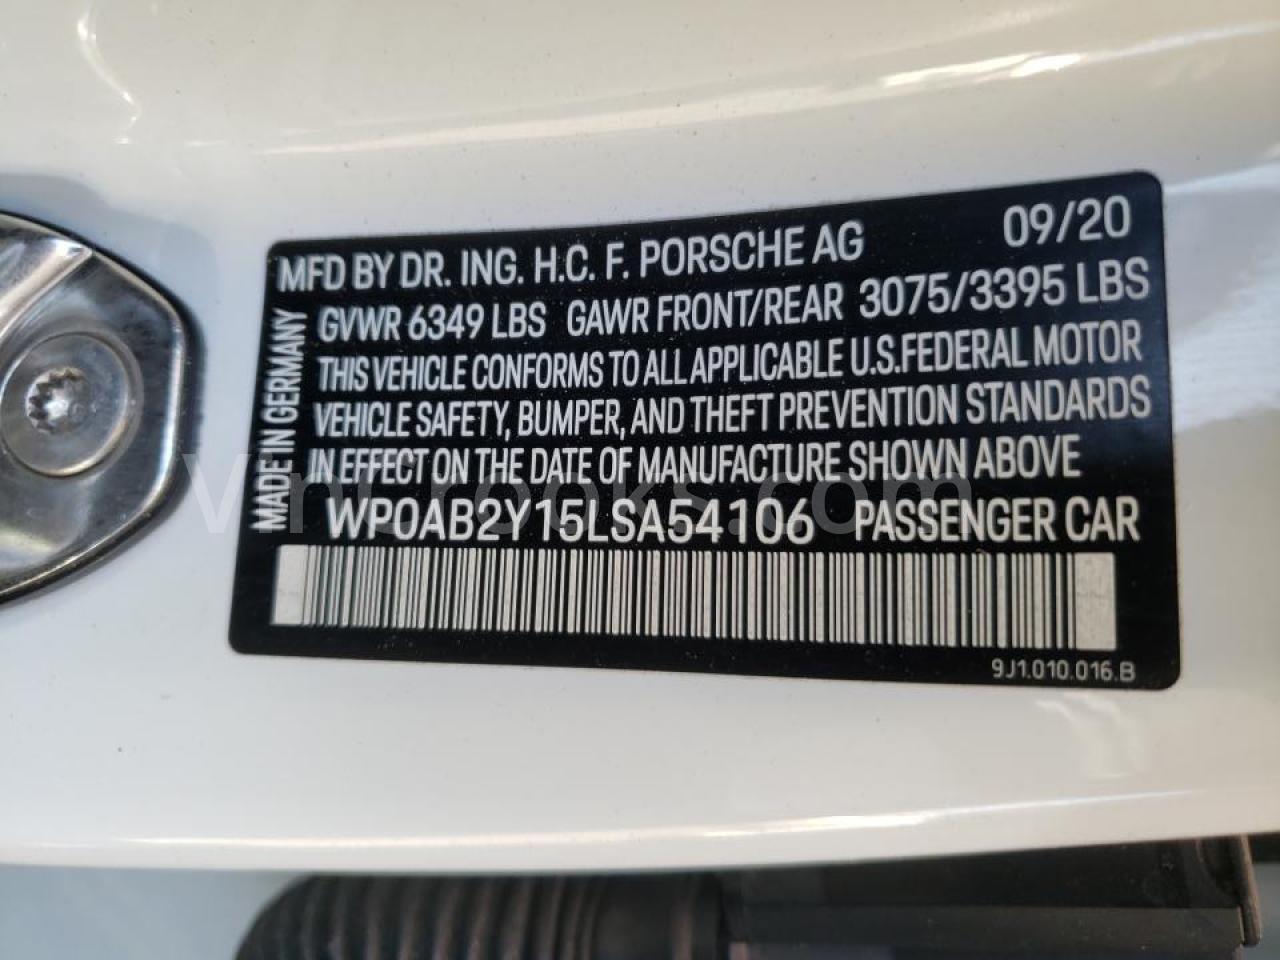 MFD BY DR. ING. H.C. F. PORSCHE AG 09/20
GVWR 6349 LBS GAWR FRONT/REAR 3075/3395 LBS
THIS VEHICLE CONFORMS TO ALL APPLICABLE U.S.FEDERAL MOTOR
VEHICLE SAFETY, BUMPER, AND THEFT PREVENTION STANDARDS
IN EFFECT ON THE DATE OF MANUFACTURE SHOWN ABOVE
WP0AB2Y15LSA54106 PASSENGER CAR
MADE IN GERMANY
9J1.010.016.B